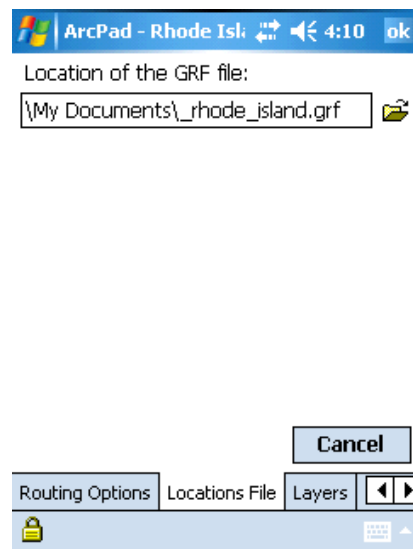 ArcPad - Rhode Isl 4:10 ok
Location of the GRF file:
\My Documents\_rhode_island.grf
Cancel
Routing Options Locations File Layers